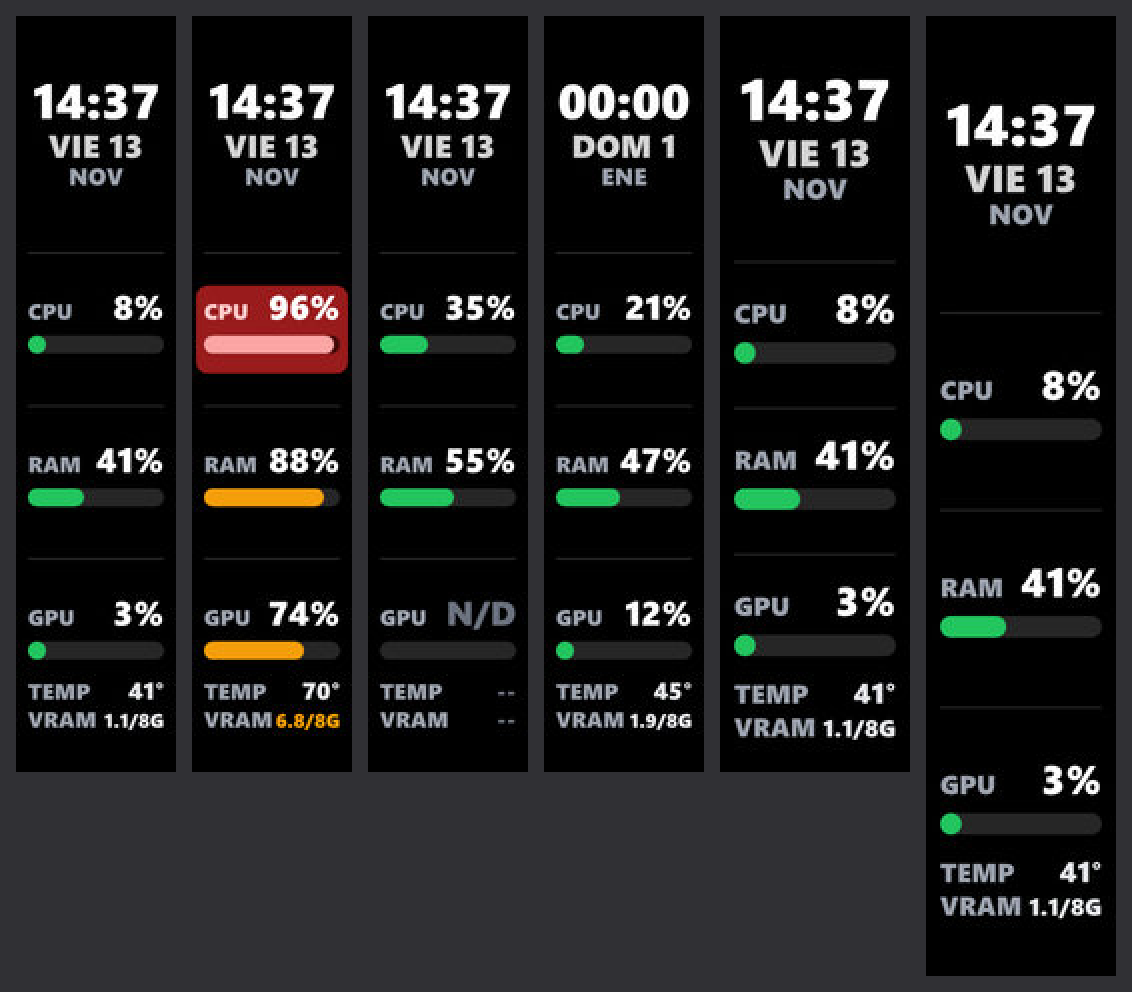 14:37
VIE 13
NOV
CPU 8%
RAM 41%
GPU 3%
TEMP 41°
VRAM 1.1/8G
14:37
VIE 13
NOV
CPU 96%
RAM 88%
GPU 74%
TEMP 70°
VRAM 6.8/8G
14:37
VIE 13
NOV
CPU 35%
RAM 55%
GPU N/D
TEMP --
VRAM --
00:00
DOM 1
ENE
CPU 21%
RAM 47%
GPU 12%
TEMP 45°
VRAM 1.9/8G
14:37
VIE 13
NOV
CPU 8%
RAM 41%
GPU 3%
TEMP 41°
VRAM 1.1/8G
14:37
VIE 13
NOV
CPU 8%
RAM 41%
GPU 3%
TEMP 41°
VRAM 1.1/8G